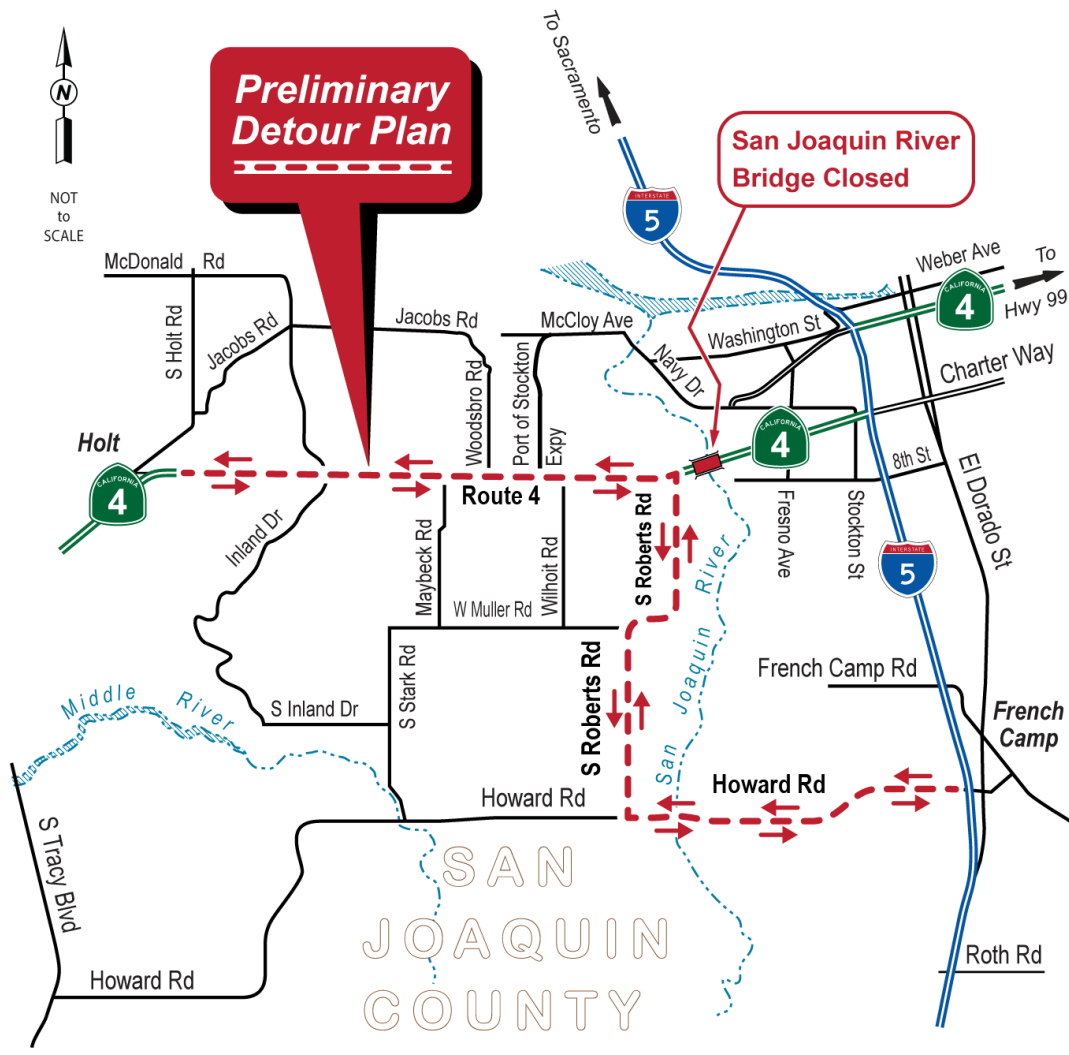 N
NOT
to
SCALE
Preliminary
Detour Plan
To Sacramento
San Joaquin River
Bridge Closed
INTERSTATE
5
McDonald Rd
S Holt Rd
Jacobs Rd
Jacobs Rd
Woodsbro Rd
Port of Stockton
Expy
McCloy Ave
Navy Dr
Washington St
Weber Ave
CALIFORNIA
4
To
Hwy 99
Charter Way
Holt
CALIFORNIA
4
CALIFORNIA
4
Route 4
8th St
El Dorado St
Fresno Ave
Stockton St
Inland Dr
Maybeck Rd
Wilhoit Rd
W Muller Rd
S Roberts Rd
S Roberts Rd
San Joaquin River
INTERSTATE
5
Middle River
S Inland Dr
S Stark Rd
French Camp Rd
French
Camp
Howard Rd
Howard Rd
S Tracy Blvd
Howard Rd
SAN
JOAQUIN
COUNTY
Roth Rd